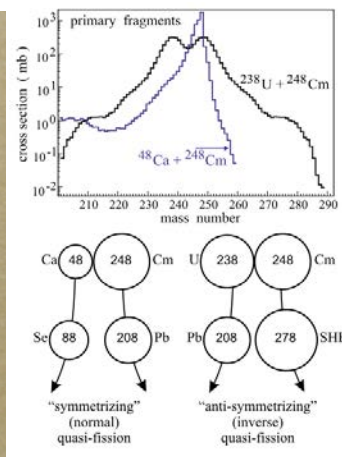 primary fragments
cross section ( mb )
10³
10²
10¹
10⁰
10⁻¹
10⁻²
²³⁸U + ²⁴⁸Cm
⁴⁸Ca + ²⁴⁸Cm
210 220 230 240 250 260 270 280 290
mass number
Ca 48 248 Cm
U 238 248 Cm
Se 88 208 Pb
Pb 208 278 SHE
“symmetrizing”
(normal)
quasi-fission
“anti-symmetrizing”
(inverse)
quasi-fission